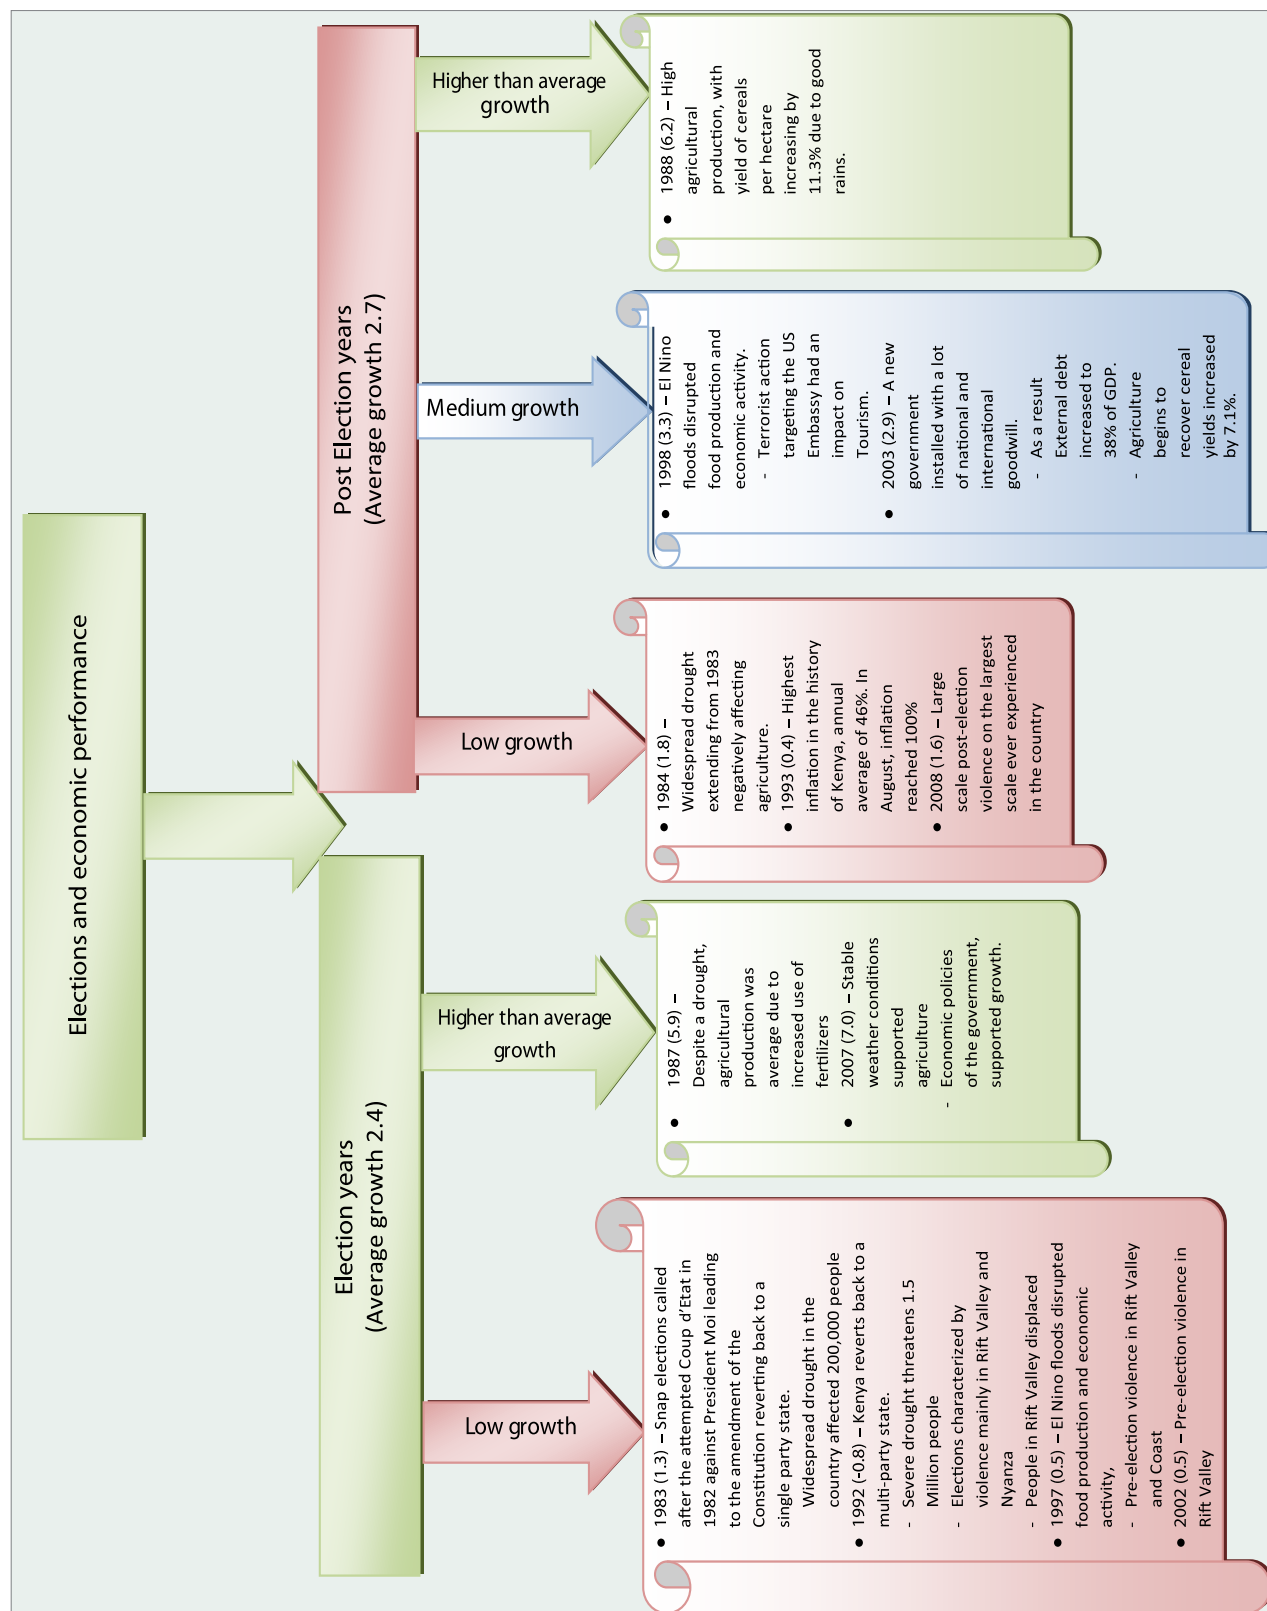 Elections and economic performance
Election years
(Average growth 2.4)
Low growth
• 1983 (1.3) – Snap elections called
after the attempted Coup d’Etat in
1982 against President Moi leading
to the amendment of the
Constitution reverting back to a
single party state.
Widespread drought in the
country affected 200,000 people
• 1992 (-0.8) – Kenya reverts back to a
multi-party state.
- Severe drought threatens 1.5
Million people
- Elections characterized by
violence mainly in Rift Valley and
Nyanza
- People in Rift Valley displaced
• 1997 (0.5) – El Nino floods disrupted
food production and economic
activity,
- Pre-election violence in Rift Valley
and Coast
• 2002 (0.5) – Pre-election violence in
Rift Valley
Higher than average
growth
• 1987 (5.9) –
Despite a drought,
agricultural
production was
average due to
increased use of
fertilizers
• 2007 (7.0) – Stable
weather conditions
supported
agriculture
- Economic policies
of the government,
supported growth.
Post Election years
(Average growth 2.7)
Low growth
• 1984 (1.8) –
Widespread drought
extending from 1983
negatively affecting
agriculture.
• 1993 (0.4) – Highest
inflation in the history
of Kenya, annual
average of 46%. In
August, inflation
reached 100%
• 2008 (1.6) – Large
scale post-election
violence on the largest
scale ever experienced
in the country
Medium growth
• 1998 (3.3) – El Nino
floods disrupted
food production and
economic activity.
- Terrorist action
targeting the US
Embassy had an
impact on
Tourism.
• 2003 (2.9) – A new
government
installed with a lot
of national and
international
goodwill.
- As a result
External debt
increased to
38% of GDP.
- Agriculture
begins to
recover cereal
yields increased
by 7.1%.
Higher than average
growth
• 1988 (6.2) – High
agricultural
production, with
yield of cereals
per hectare
increasing by
11.3% due to good
rains.